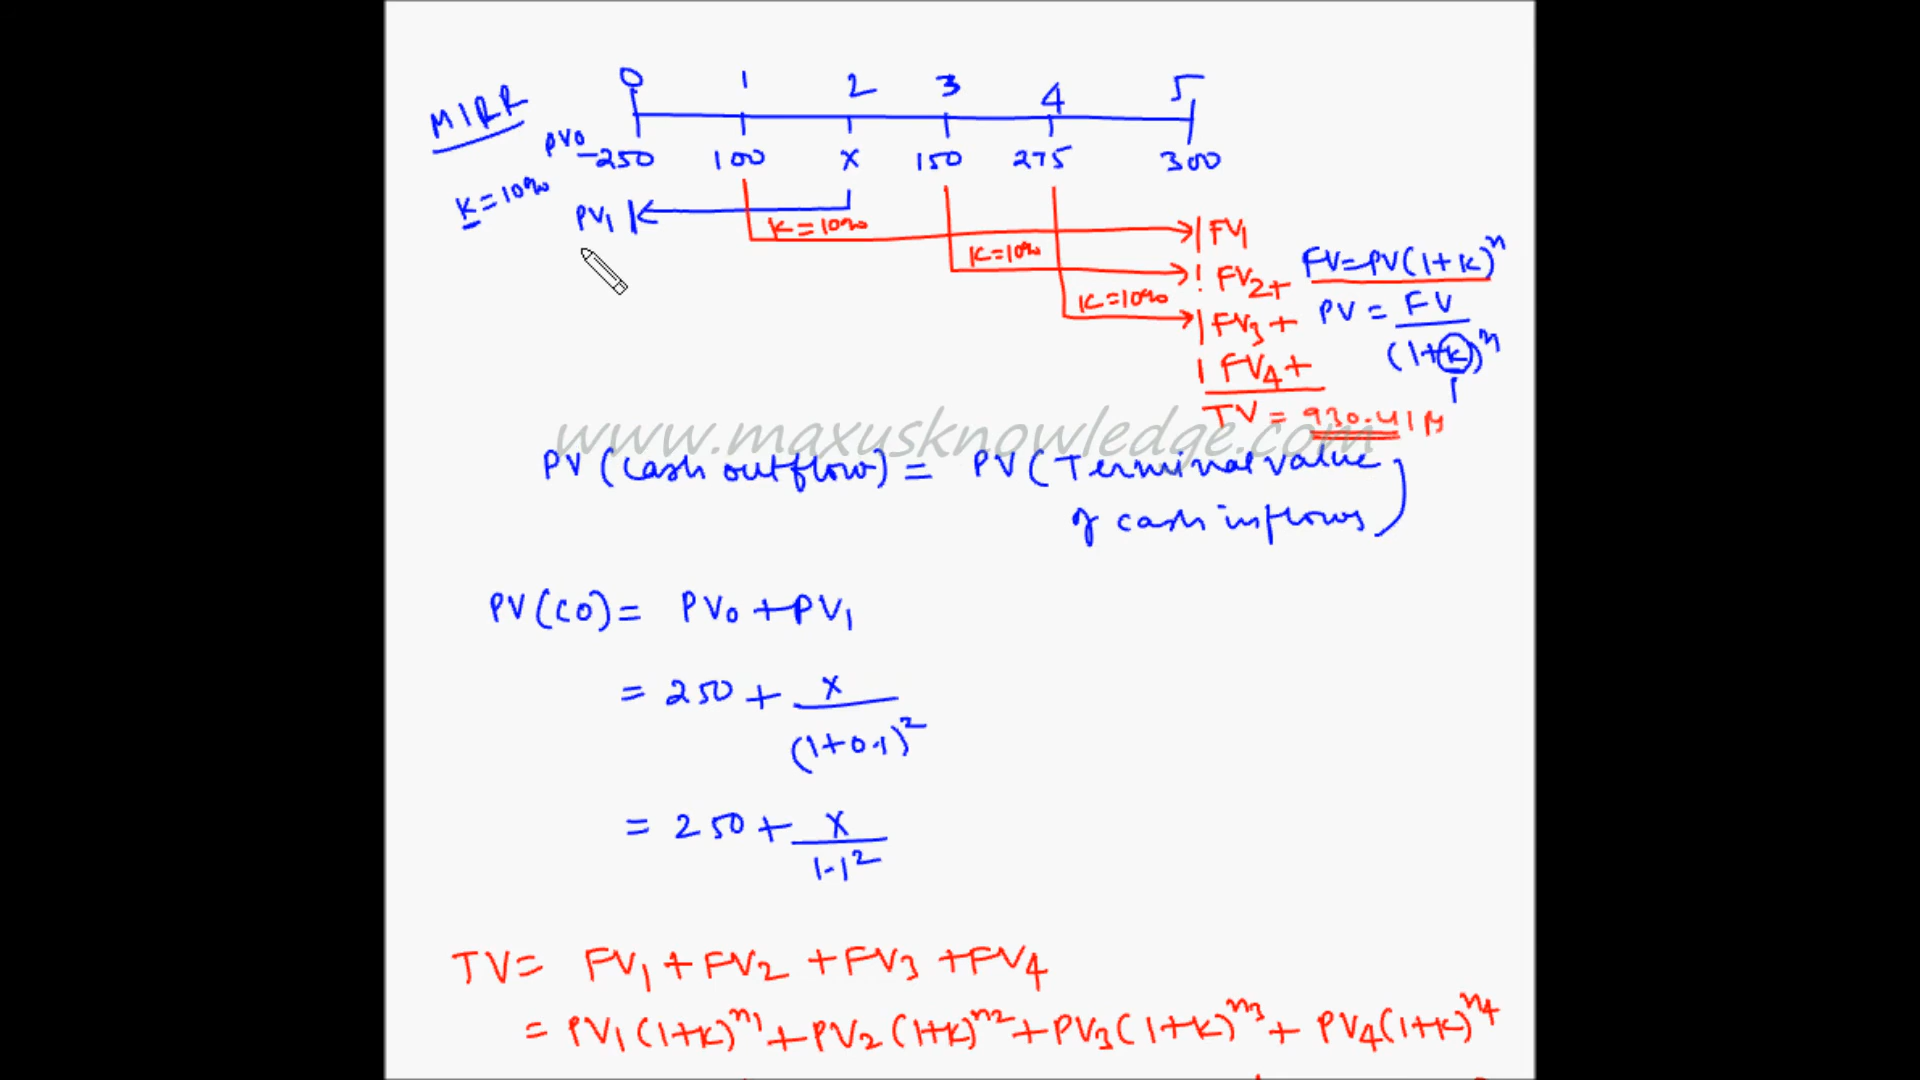 0 1 2 3 4 5
MIRR
PV0 -250 100 x 150 275 300
k=10%
PV1
k=10%
FV1
k=10%
FV2+
FV=PV(1+k)^n
k=10%
FV3+
PV = FV/(1+k)^n
FV4+
TV = 930.41M
www.maxusknowledge.com
PV(cash outflow) = PV(Terminal value
of cash inflows)
PV(CO) = PV0 + PV1
= 250 + x/(1+0.1)^2
= 250 + x/1.1^2
TV = FV1 + FV2 + FV3 + FV4
= PV1(1+k)^n1 + PV2(1+k)^n2 + PV3(1+k)^n3 + PV4(1+k)^n4